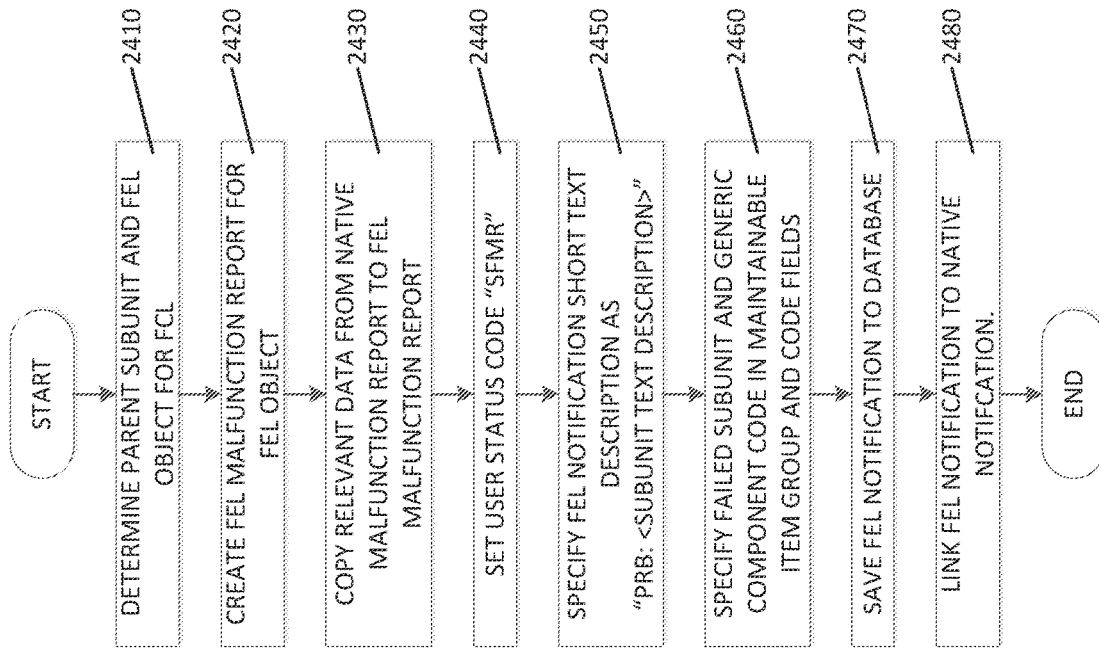 START
DETERMINE PARENT SUBUNIT AND FEL
OBJECT FOR FCL
2410
CREATE FEL MALFUNCTION REPORT FOR
FEL OBJECT
2420
COPY RELEVANT DATA FROM NATIVE
MALFUNCTION REPORT TO FEL
MALFUNCTION REPORT
2430
SET USER STATUS CODE "SFMR"
2440
SPECIFY FEL NOTIFICATION SHORT TEXT
DESCRIPTION AS
"PRB: <SUBUNIT TEXT DESCRIPTION>"
2450
SPECIFY FAILED SUBUNIT AND GENERIC
COMPONENT CODE IN MAINTAINABLE
ITEM GROUP AND CODE FIELDS
2460
SAVE FEL NOTIFICATION TO DATABASE
2470
LINK FEL NOTIFICATION TO NATIVE
NOTIFCATION.
2480
END